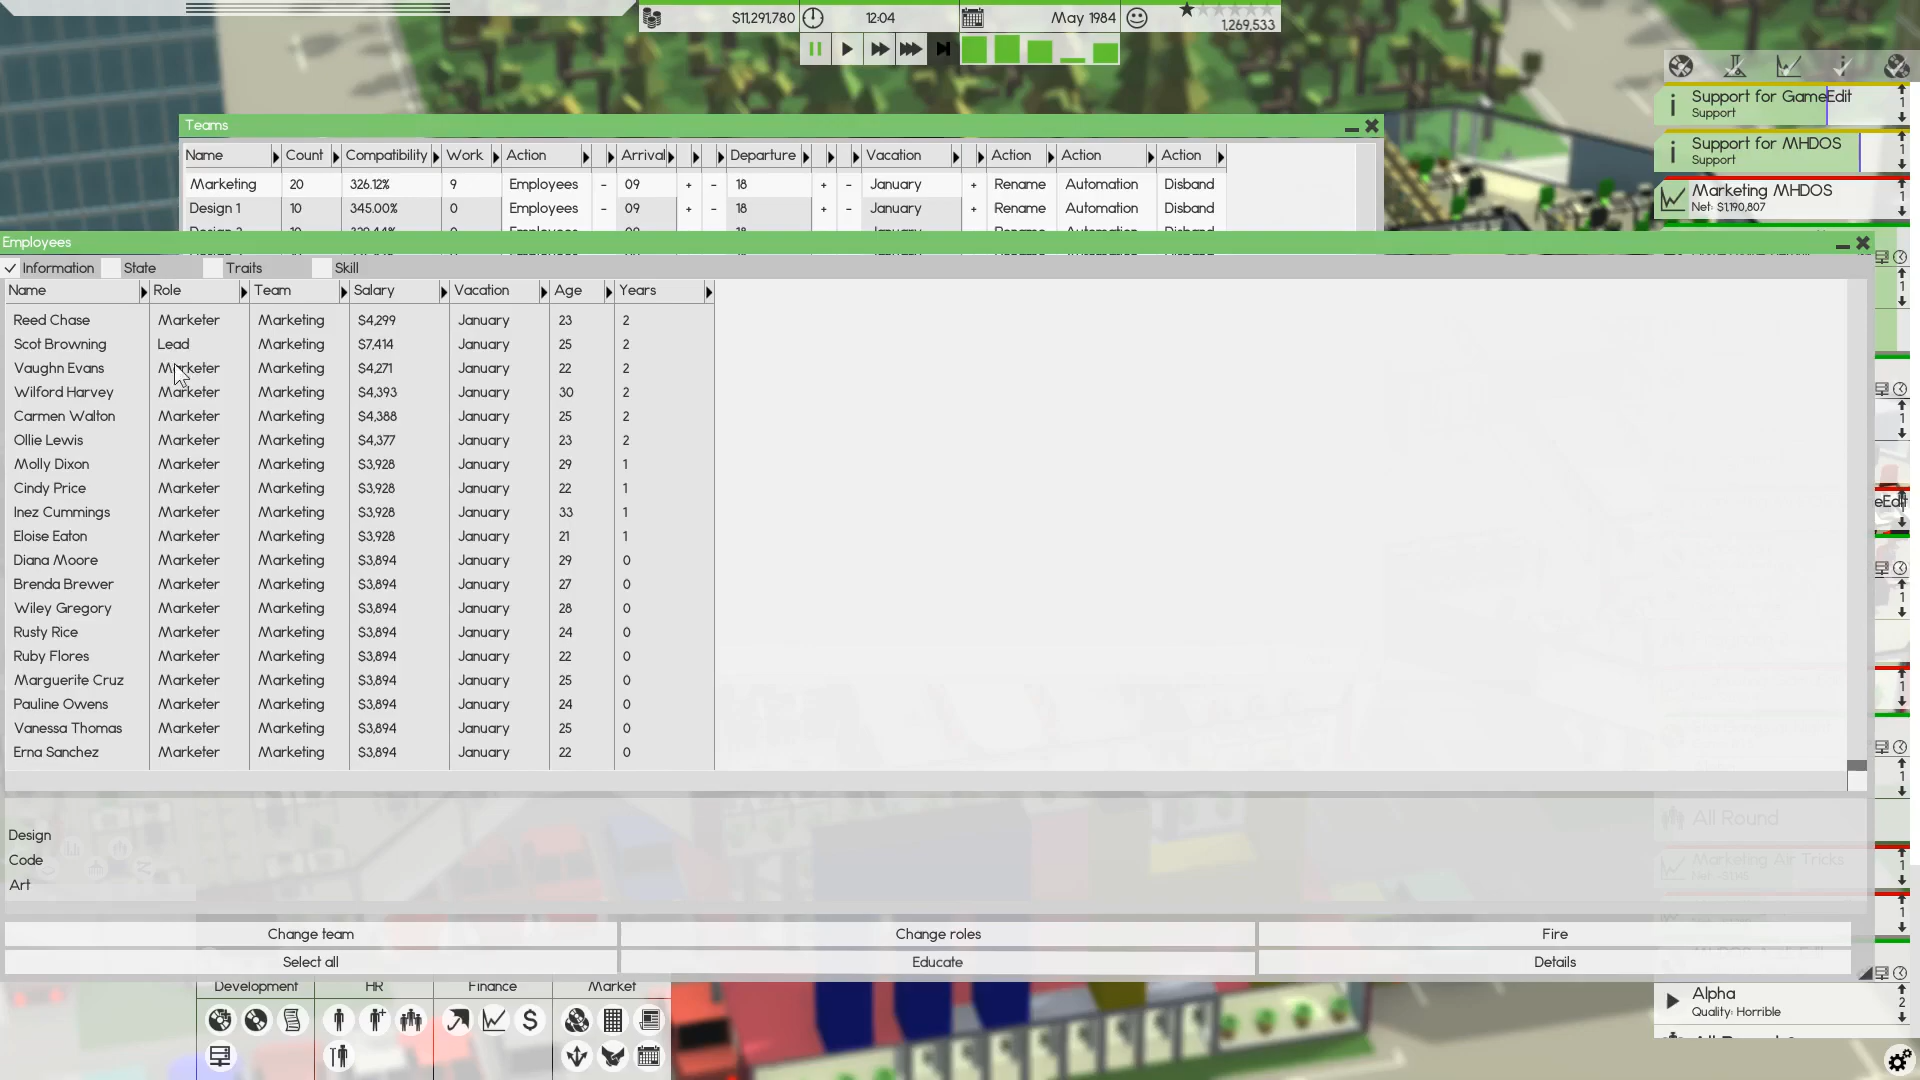 $11,291,780 12:04 May 1984 1,269,533
Teams
Name Count Compatibility Work Action Arrival Departure Vacation Action Action Action
Marketing 20 326.12% 9 Employees - 09 + - 18 + - January + Rename Automation Disband
Design 1 10 345.00% 0 Employees - 09 + - 18 + - January + Rename Automation Disband
Support for GameEdit 1
Support
Support for MHDOS 1
Support
Marketing MHDOS 1
Net: $1,190,807
Employees
Information State Traits Skill
Name Role Team Salary Vacation Age Years
Reed Chase Marketer Marketing $4,299 January 23 2
Scot Browning Lead Marketing $7,414 January 25 2
Vaughn Evans Marketer Marketing $4,271 January 22 2
Wilford Harvey Marketer Marketing $4,393 January 30 2
Carmen Walton Marketer Marketing $4,388 January 25 2
Ollie Lewis Marketer Marketing $4,377 January 23 2
Molly Dixon Marketer Marketing $3,928 January 29 1
Cindy Price Marketer Marketing $3,928 January 22 1
Inez Cummings Marketer Marketing $3,928 January 33 1
Eloise Eaton Marketer Marketing $3,928 January 21 1
Diana Moore Marketer Marketing $3,894 January 29 0
Brenda Brewer Marketer Marketing $3,894 January 27 0
Wiley Gregory Marketer Marketing $3,894 January 28 0
Rusty Rice Marketer Marketing $3,894 January 24 0
Ruby Flores Marketer Marketing $3,894 January 22 0
Marguerite Cruz Marketer Marketing $3,894 January 25 0
Pauline Owens Marketer Marketing $3,894 January 24 0
Vanessa Thomas Marketer Marketing $3,894 January 25 0
Erna Sanchez Marketer Marketing $3,894 January 22 0
All Round
Design
Code
Marketing Air Tricks 1
Art
Change team Change roles Fire
Select all Educate Details
Development HR Finance Market
Alpha 2
Quality: Horrible